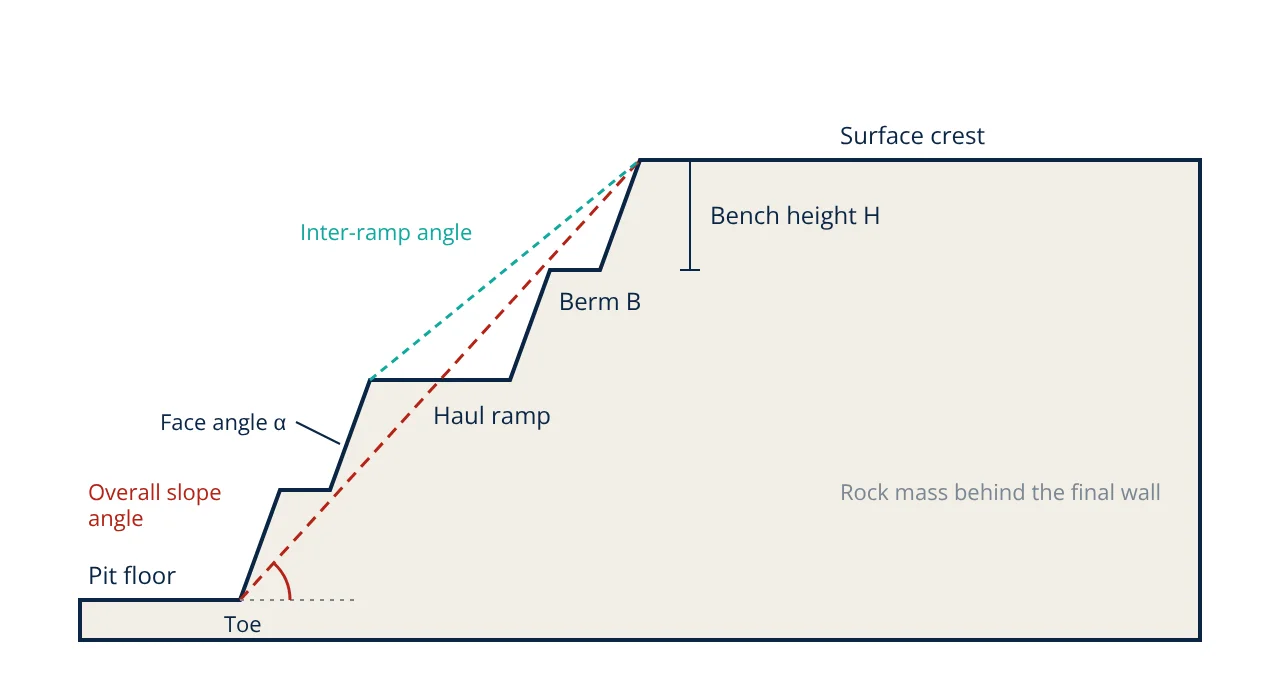 Surface crest
Bench height H
Inter-ramp angle
Berm B
Haul ramp
Face angle α
Overall slope
angle
Rock mass behind the final wall
Pit floor
Toe